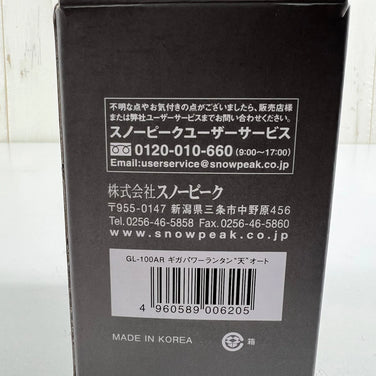 不明な点やお気付きの点がございましたら、販売店様
または弊社ユーザーサービスまでお問い合わせください。
スノーピークユーザーサービス
0120-010-660 (9:00〜17:00)
Email:userservice@snowpeak.co.jp
株式会社スノーピーク
〒955-0147 新潟県三条市中野原456
Tel.0256-46-5858 Fax.0256-46-5860
www.snowpeak.co.jp
GL-100AR ギガパワーランタン"天"オート
4 960589 006205
MADE IN KOREA 箱